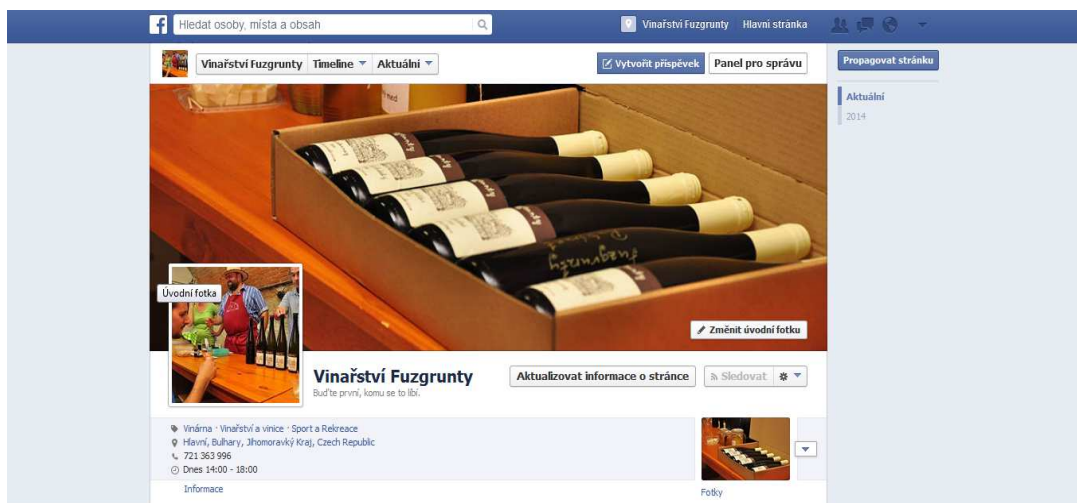 Hledat osoby, místa a obsah
Vinařství Fuzgrunty Hlavní stránka
Vinařství Fuzgrunty Timeline Aktuální
Vytvořit příspěvek Panel pro správu
Propagovat stránku
Aktuální
2014
Úvodní fotka
Fuzgrunty
Změnit úvodní fotku
Vinařství Fuzgrunty
Buďte první, komu se to líbí.
Aktualizovat informace o stránce Sledovat
Vinárna · Vinařství a vinice · Sport a Rekreace
Hlavní, Bulhary, Jihomoravký Kraj, Czech Republic
721 363 996
Dnes 14:00 - 18:00
Informace
Fotky